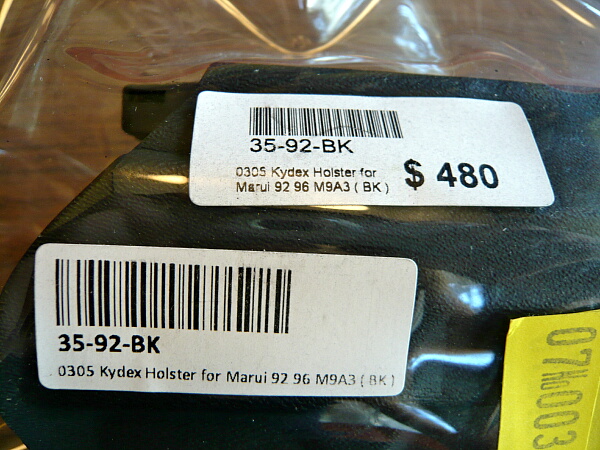 35-92-BK
0305 Kydex Holster for
Marui 92 96 M9A3 ( BK )
$ 480
35-92-BK
0305 Kydex Holster for Marui 92 96 M9A3 ( BK )